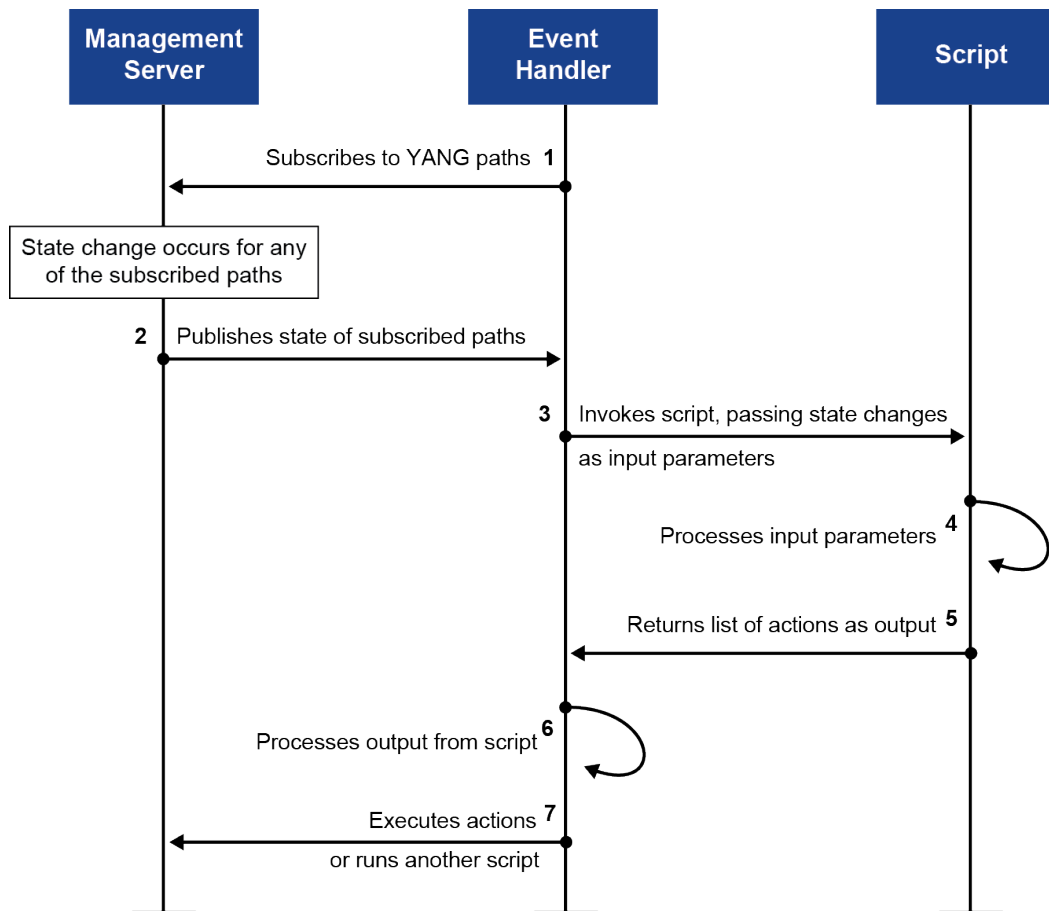 Management
Server
Event
Handler
Script
Subscribes to YANG paths 1
State change occurs for any
of the subscribed paths
2 Publishes state of subscribed paths
3 Invokes script, passing state changes
as input parameters
Processes input parameters 4
Returns list of actions as output 5
Processes output from script 6
Executes actions 7
or runs another script